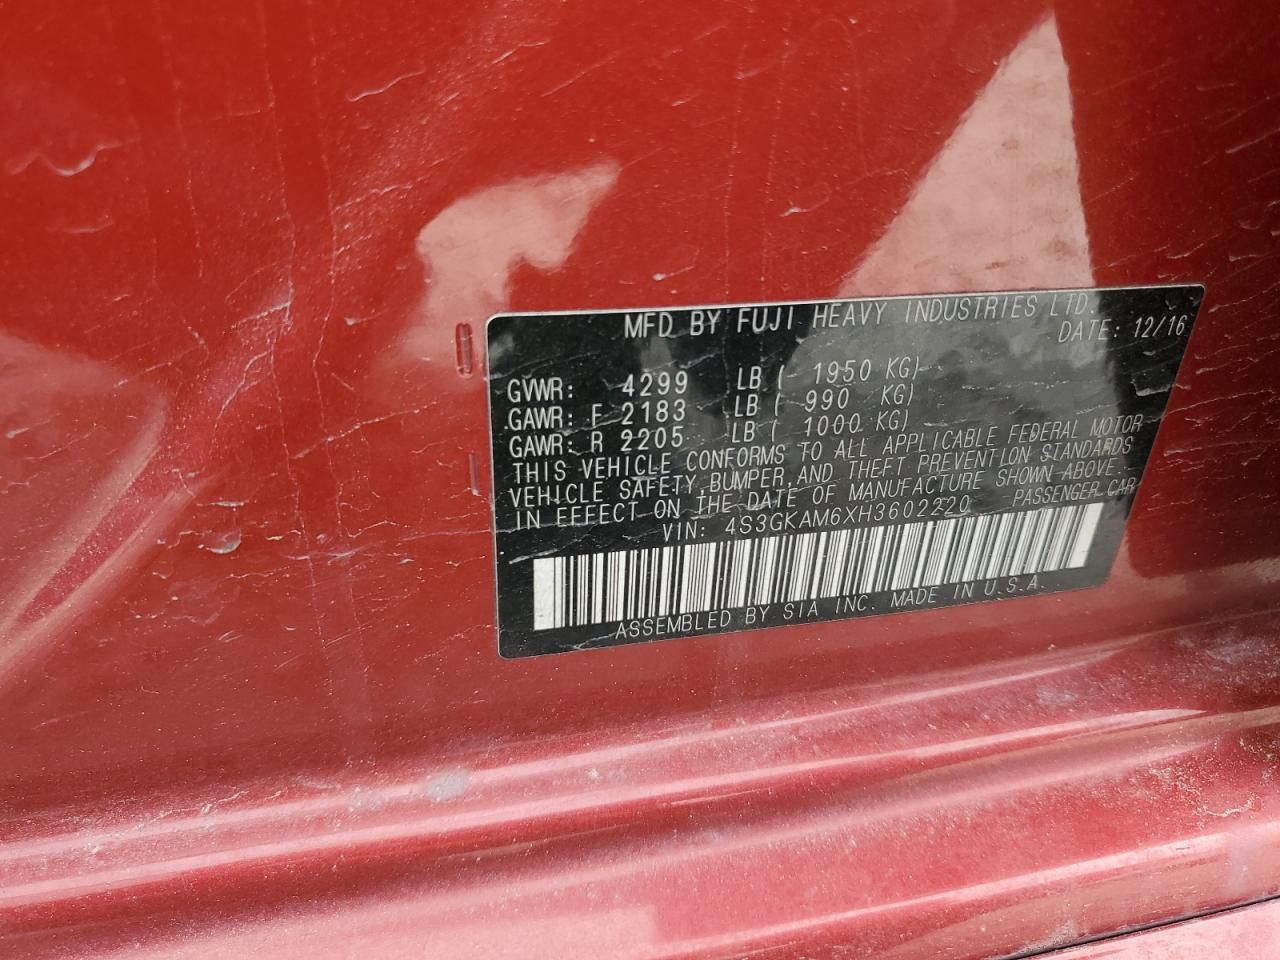 MFD BY FUJI HEAVY INDUSTRIES LTD.
DATE: 12/16
GVWR: 4299 LB ( 1950 KG)
GAWR: F 2183 LB ( 990 KG)
GAWR: R 2205 LB ( 1000 KG)
THIS VEHICLE CONFORMS TO ALL APPLICABLE FEDERAL MOTOR
VEHICLE SAFETY, BUMPER, AND THEFT PREVENTION STANDARDS
IN EFFECT ON THE DATE OF MANUFACTURE SHOWN ABOVE.
VIN: 4S3GKAM6XH3602220 PASSENGER CAR
ASSEMBLED BY SIA INC. MADE IN U.S.A.